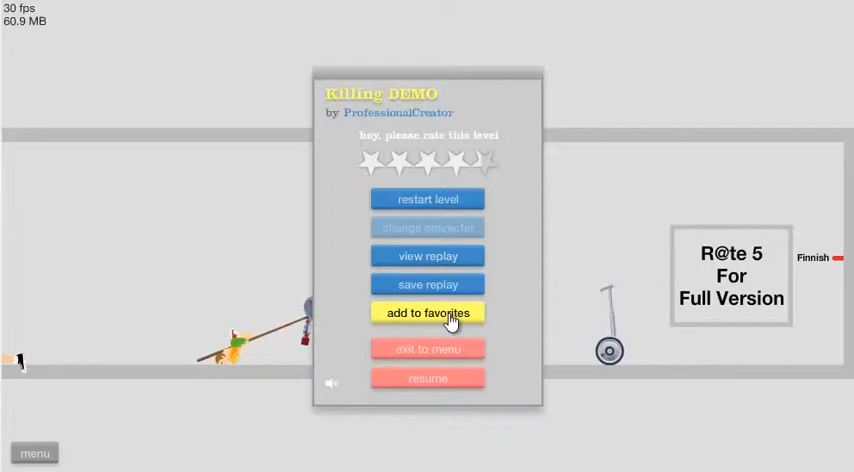 30 fps
60.9 MB
Killing DEMO
by ProfessionalCreator
hey, please rate this level
restart level
change character
view replay
save replay
add to favorites
exit to menu
resume
R@te 5
For
Full Version
Finnish
menu